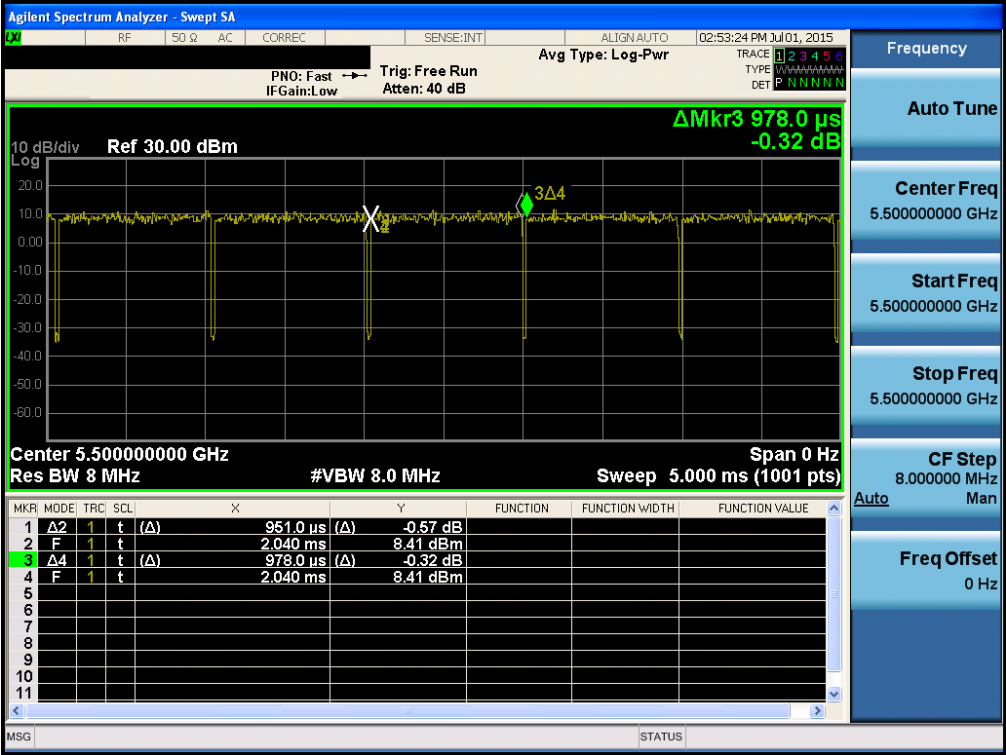 Agilent Spectrum Analyzer - Swept SA
LXI RF 50 Ω AC CORREC SENSE:INT ALIGN AUTO 02:53:24 PM Jul 01, 2015
Frequency
Avg Type: Log-Pwr
TRACE 1 2 3 4 5 6
PNO: Fast Trig: Free Run
TYPE WWWWWW
IFGain:Low Atten: 40 dB
DET P N N N N N
Auto Tune
ΔMkr3 978.0 µs
-0.32 dB
10 dB/div Ref 30.00 dBm
Log
20.0
10.0
0.00
-10.0
-20.0
-30.0
-40.0
-50.0
-60.0
3Δ4
Center Freq
5.500000000 GHz
Start Freq
5.500000000 GHz
Stop Freq
5.500000000 GHz
Center 5.500000000 GHz Span 0 Hz
Res BW 8 MHz #VBW 8.0 MHz Sweep 5.000 ms (1001 pts)
CF Step
8.000000 MHz
Auto Man
Freq Offset
0 Hz
MKR MODE TRC SCL X Y FUNCTION FUNCTION WIDTH FUNCTION VALUE
1 Δ2 1 t (Δ) 951.0 µs (Δ) -0.57 dB
2 F 1 t 2.040 ms 8.41 dBm
3 Δ4 1 t (Δ) 978.0 µs (Δ) -0.32 dB
4 F 1 t 2.040 ms 8.41 dBm
5
6
7
8
9
10
11
MSG STATUS